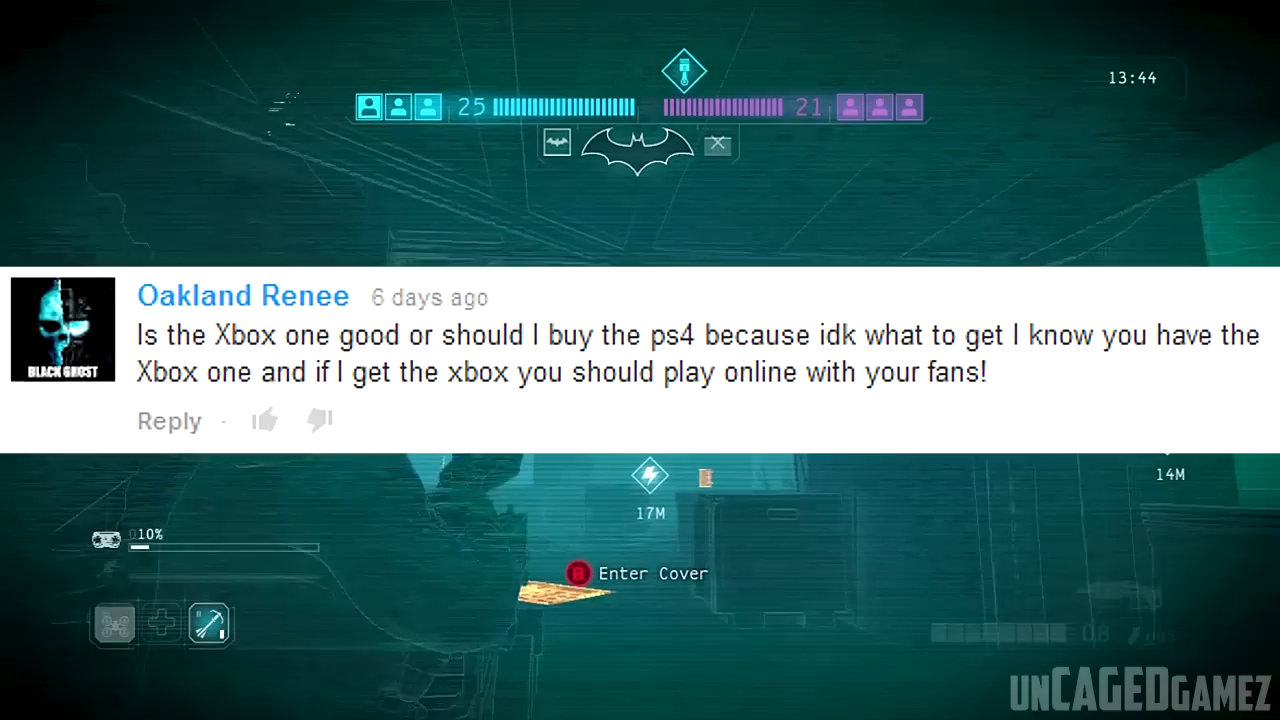 13:44
25
21
Oakland Renee 6 days ago
Is the Xbox one good or should I buy the ps4 because idk what to get I know you have the
Xbox one and if I get the xbox you should play online with your fans!
BLACK GHOST
Reply
14M
17M
010%
B Enter Cover
08
UNCAGEDGAMEZ